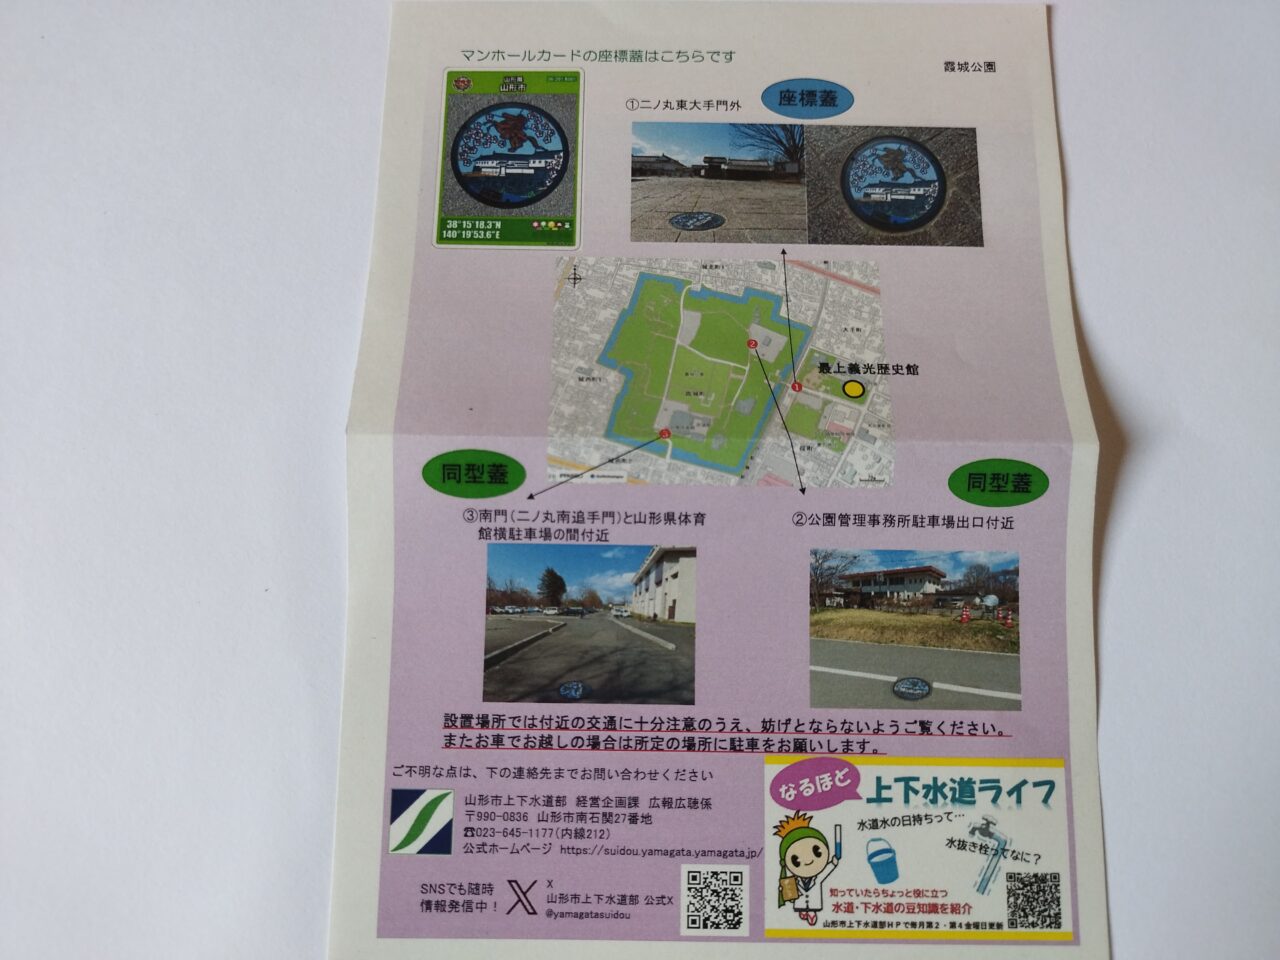 マンホールカードの座標蓋はこちらです
霞城公園
山形県
山形市
38°15'18.3"N
140°19'53.6"E
座標蓋
①二ノ丸東大手門外
大手町
最上義光歴史館
霞城町
桜町
①
②
③
同型蓋
③南門(二ノ丸南追手門)と山形県体育
館横駐車場の間付近
同型蓋
②公園管理事務所駐車場出口付近
設置場所では付近の交通に十分注意のうえ、妨げとならないようご覧ください。
またお車でお越しの場合は所定の場所に駐車をお願いします。
ご不明な点は、下の連絡先までお問い合わせください
山形市上下水道部 経営企画課 広報広聴係
〒990-0836 山形市南石関27番地
☎023-645-1177(内線212)
公式ホームページ https://suidou.yamagata.yamagata.jp/
SNSでも随時
情報発信中!
X
X
山形市上下水道部 公式X
@yamagatasuidou
なるほど
上下水道ライフ
水道水の日持ちって…
水抜き栓ってなに?
知っていたらちょっと役に立つ
水道・下水道の豆知識を紹介
山形市上下水道部HPで毎月第2・第4金曜日更新